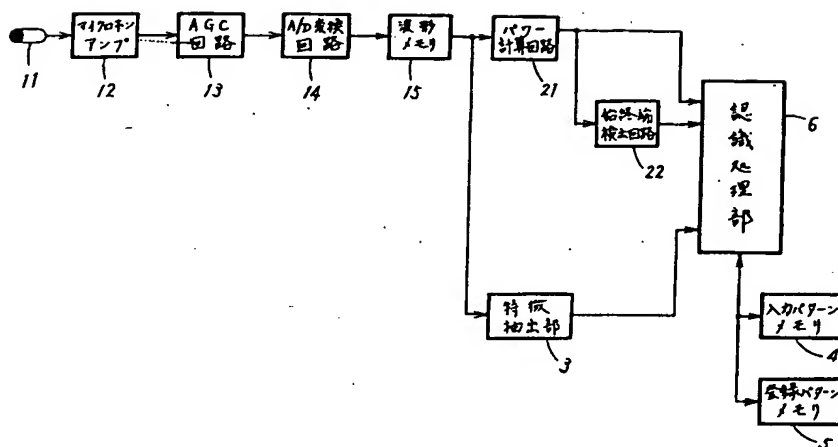 マイクロホン
アンプ
AGC
回路
A/D変換
回路
波形
メモリ
パワー
計算回路
始終端
検出回路
認識処理部
特徴
抽出部
入力パターン
メモリ
登録パターン
メモリ
11
12
13
14
15
21
22
6
3
4
5